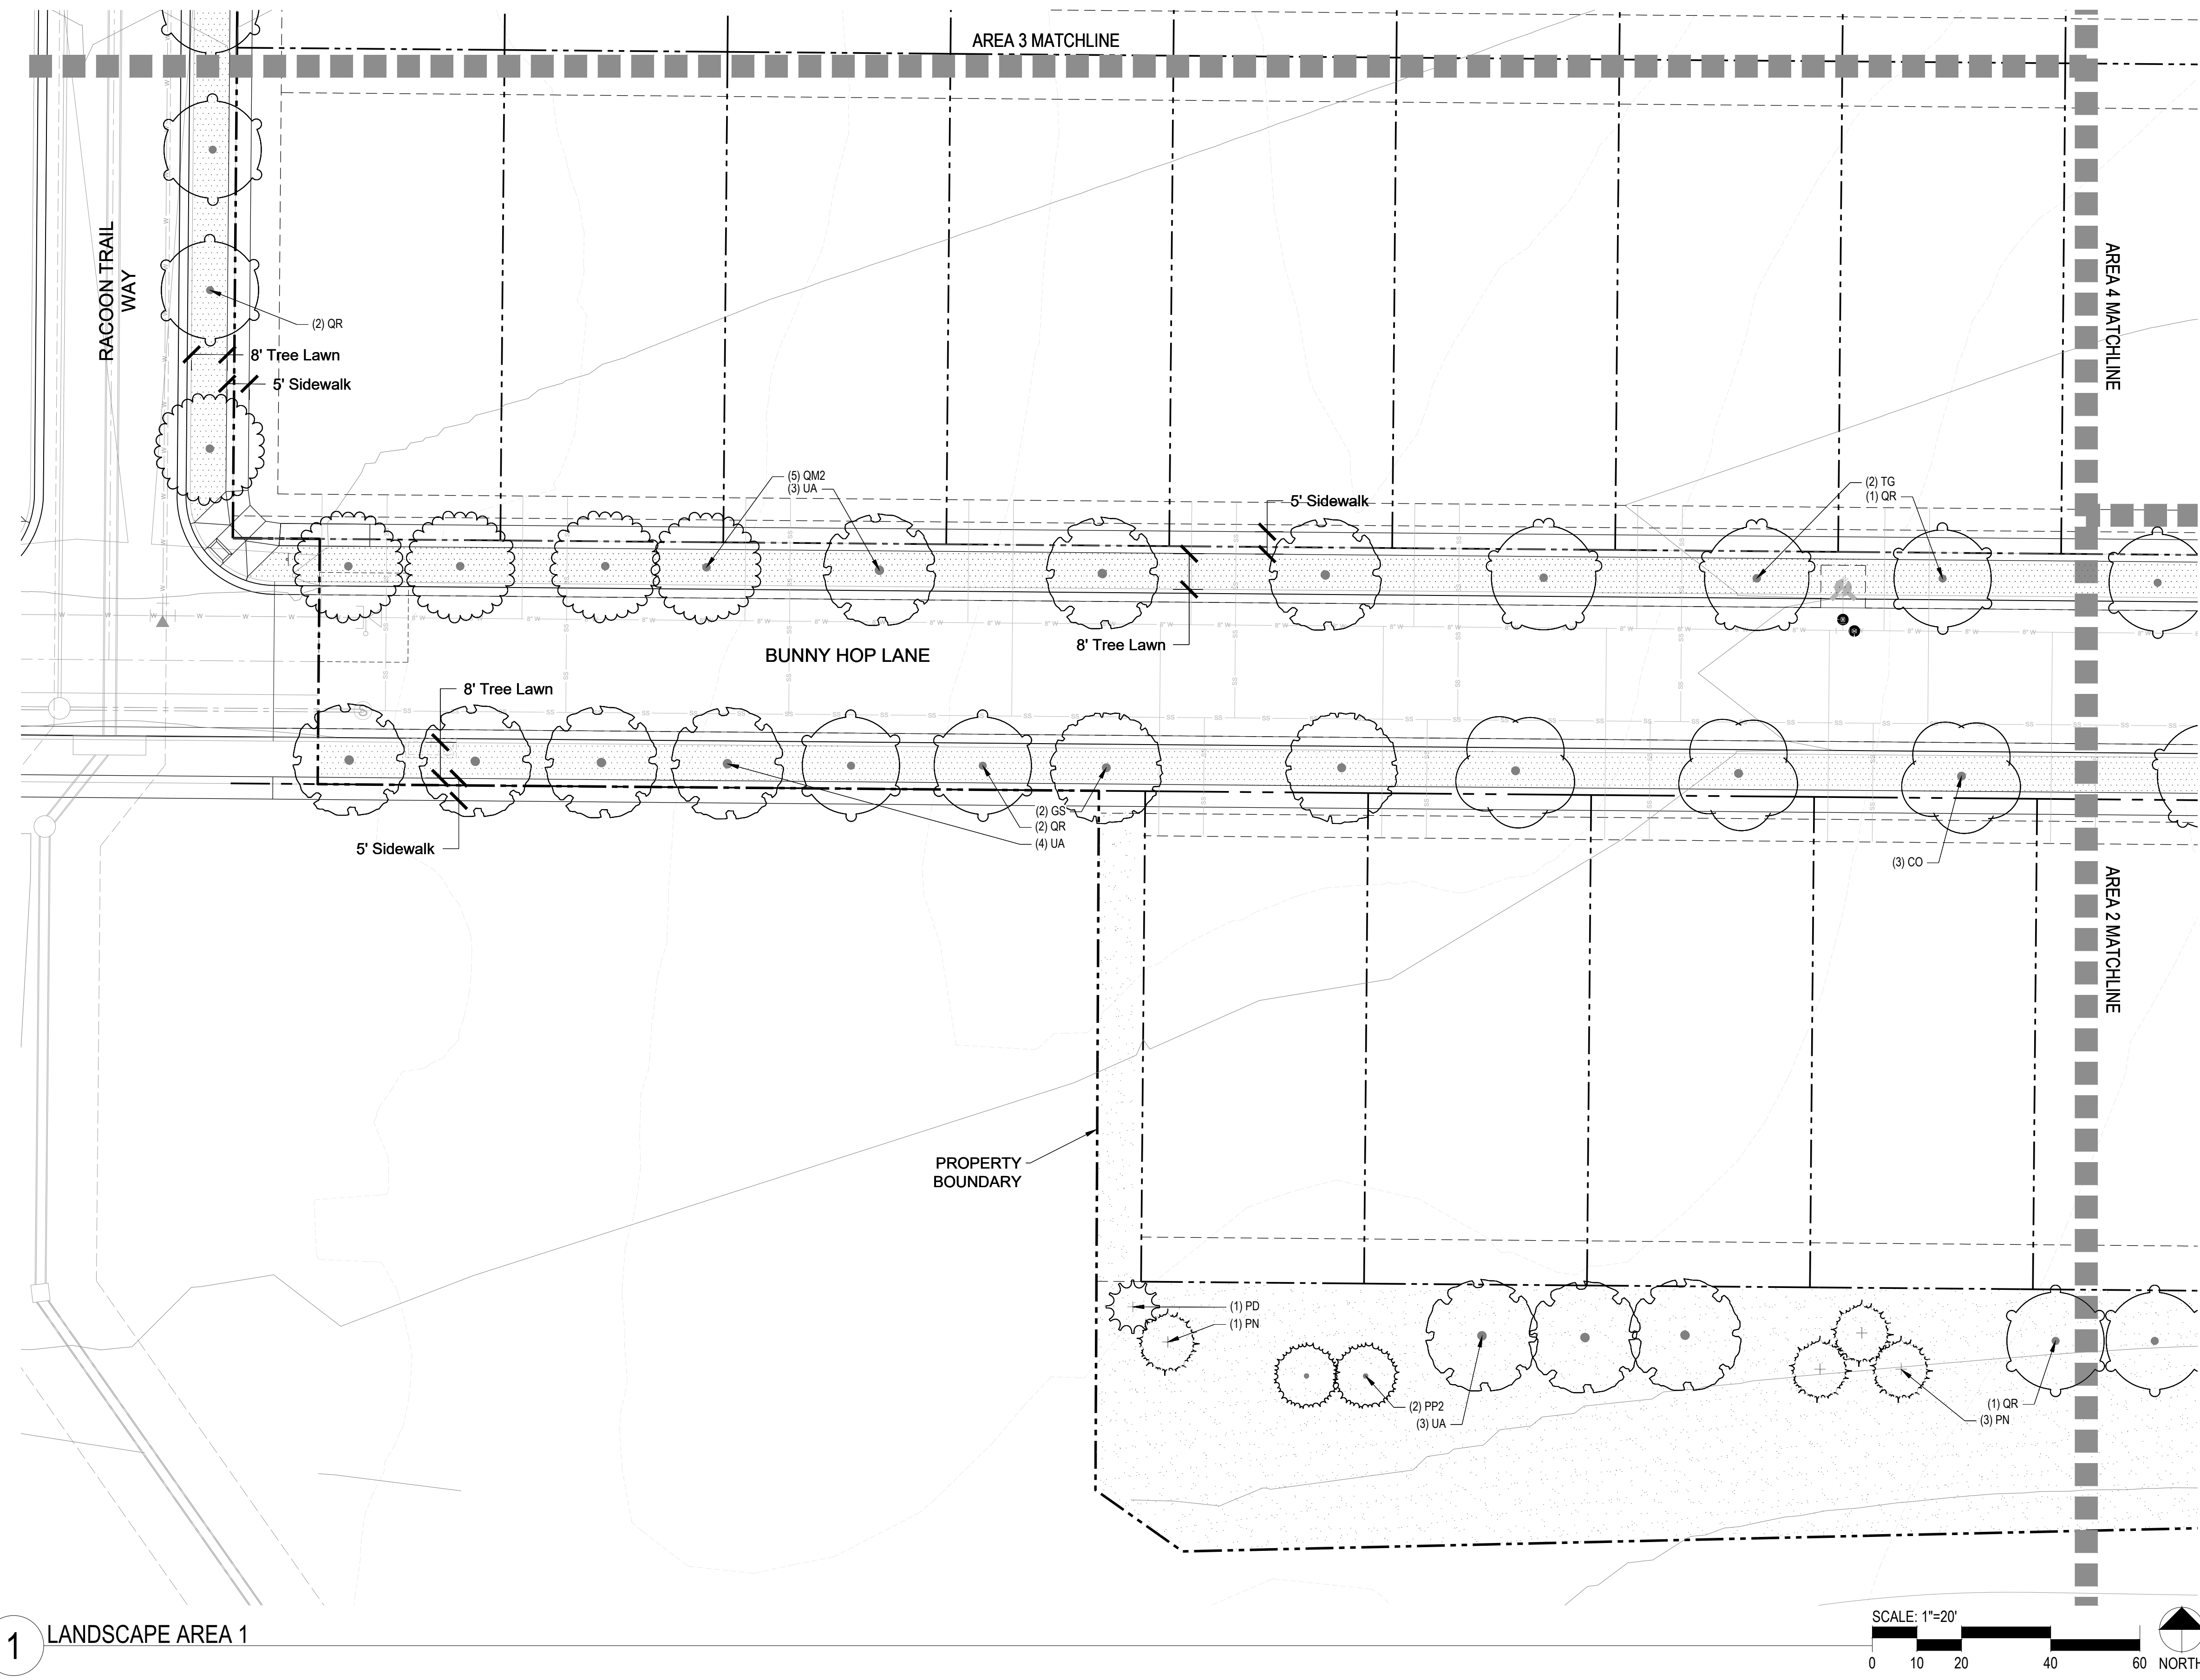 AREA 3 MATCHLINE
RACOON TRAIL
WAY
AREA 4 MATCHLINE
(2) QR
8' Tree Lawn
5' Sidewalk
(5) QM2
(3) UA
5' Sidewalk
(2) TG
(1) QR
8' Tree Lawn
BUNNY HOP LANE
8' Tree Lawn
(2) GS
(2) QR
(4) UA
5' Sidewalk
(3) CO
AREA 2 MATCHLINE
PROPERTY
BOUNDARY
(1) PD
(1) PN
(2) PP2
(3) UA
(1) QR
(3) PN
1
LANDSCAPE AREA 1
SCALE: 1"=20'
0 10 20 40 60
NORTH